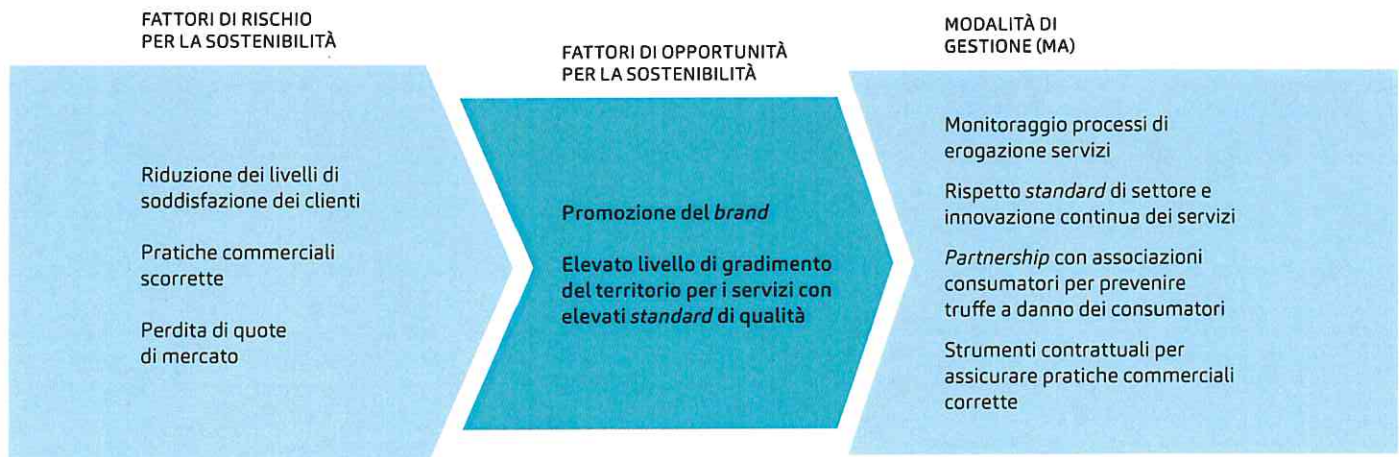 FATTORI DI RISCHIO
PER LA SOSTENIBILITÀ
Riduzione dei livelli di
soddisfazione dei clienti
Pratiche commerciali
scorrette
Perdita di quote
di mercato
FATTORI DI OPPORTUNITÀ
PER LA SOSTENIBILITÀ
Promozione del brand
Elevato livello di gradimento
del territorio per i servizi con
elevati standard di qualità
MODALITÀ DI
GESTIONE (MA)
Monitoraggio processi di
erogazione servizi
Rispetto standard di settore e
innovazione continua dei servizi
Partnership con associazioni
consumatori per prevenire
truffe a danno dei consumatori
Strumenti contrattuali per
assicurare pratiche commerciali
corrette